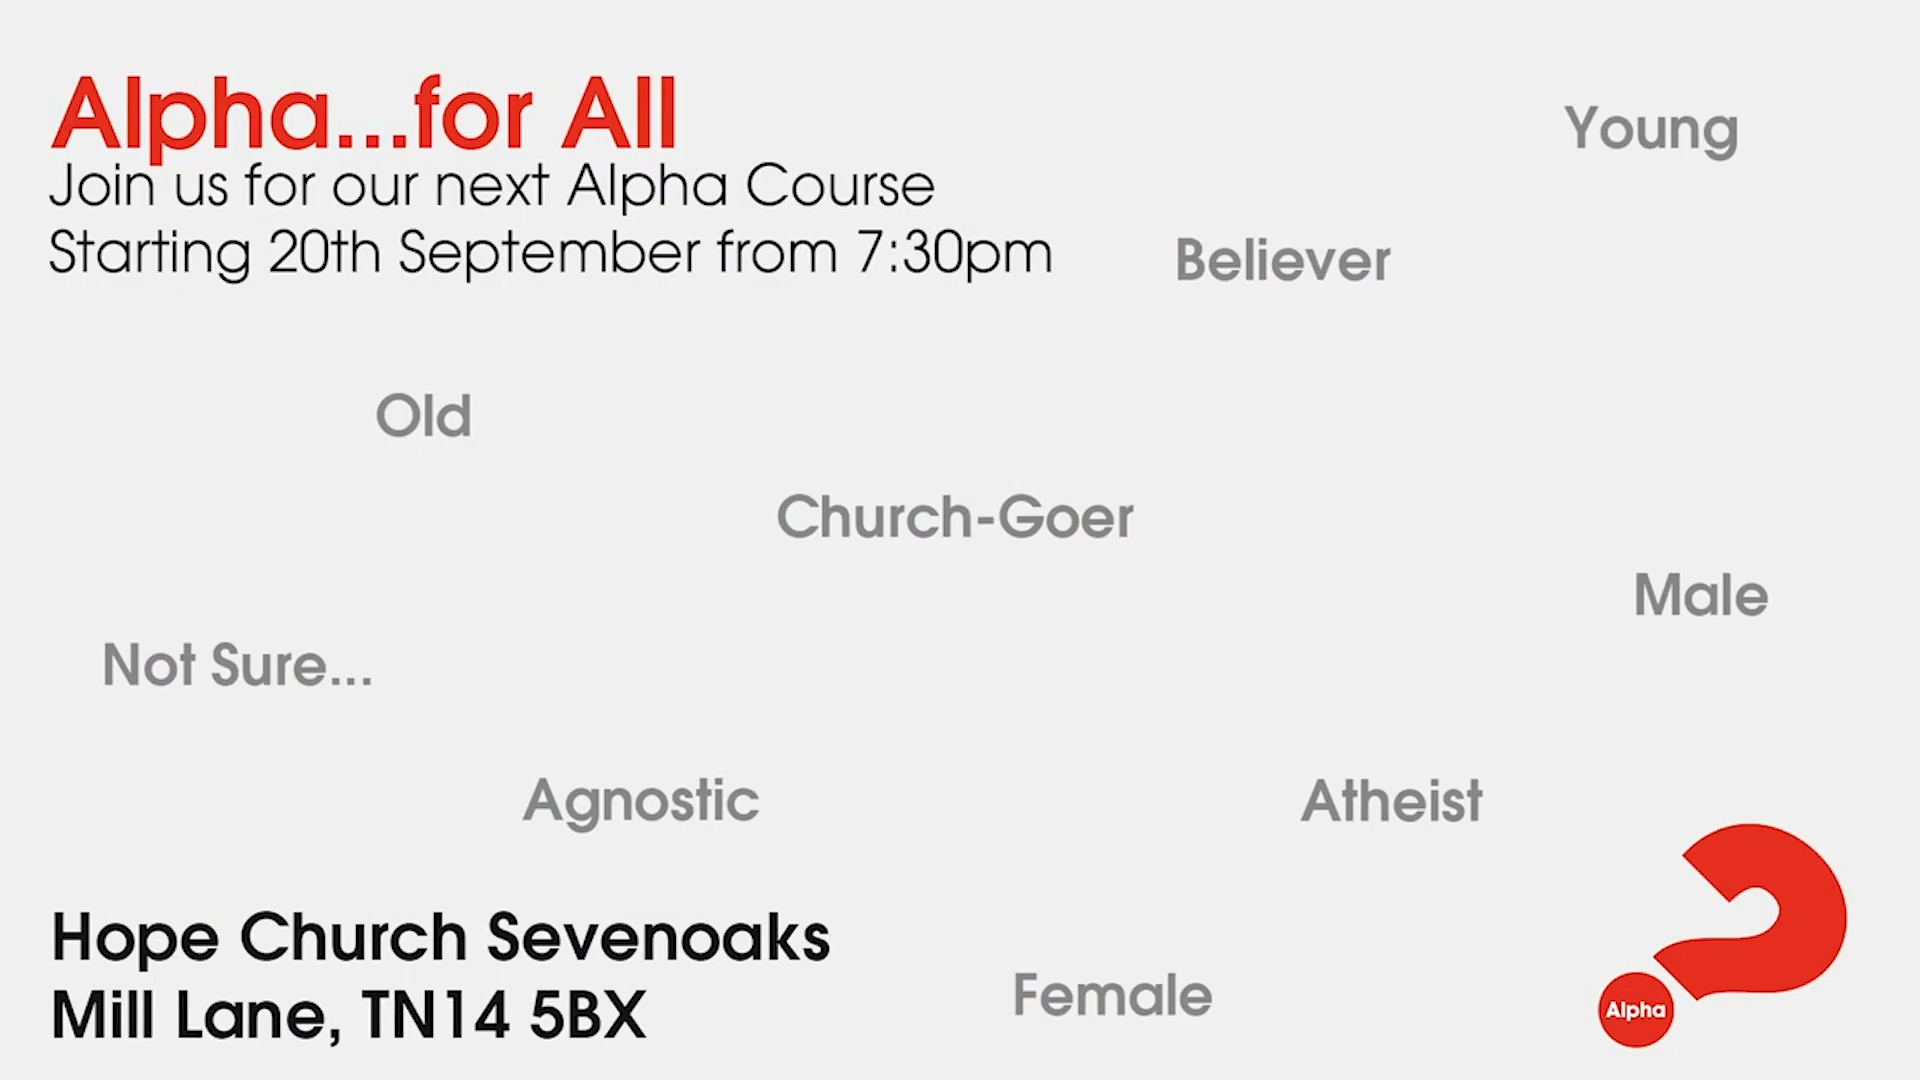 Alpha...for All
Join us for our next Alpha Course
Starting 20th September from 7:30pm
Young
Believer
Old
Church-Goer
Male
Not Sure...
Agnostic
Atheist
Hope Church Sevenoaks
Mill Lane, TN14 5BX
Female
Alpha